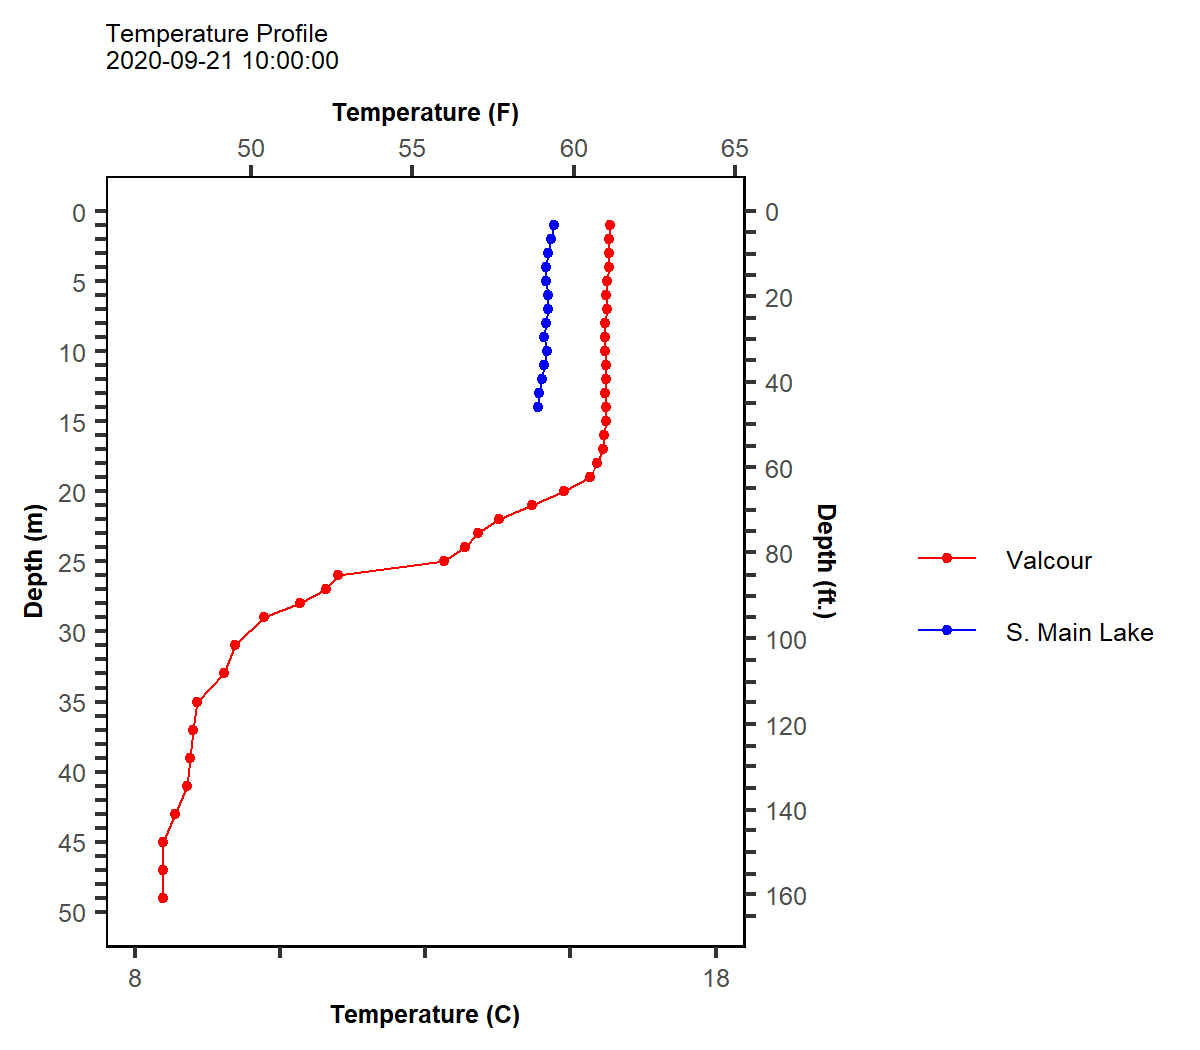 Temperature Profile
2020-09-21 10:00:00
Temperature (F)
50 55 60 65
0
5
10
15
20
25
30
35
40
45
50
Depth (m)
0
20
40
60
80
100
120
140
160
Depth (ft.)
Valcour
S. Main Lake
8 18
Temperature (C)